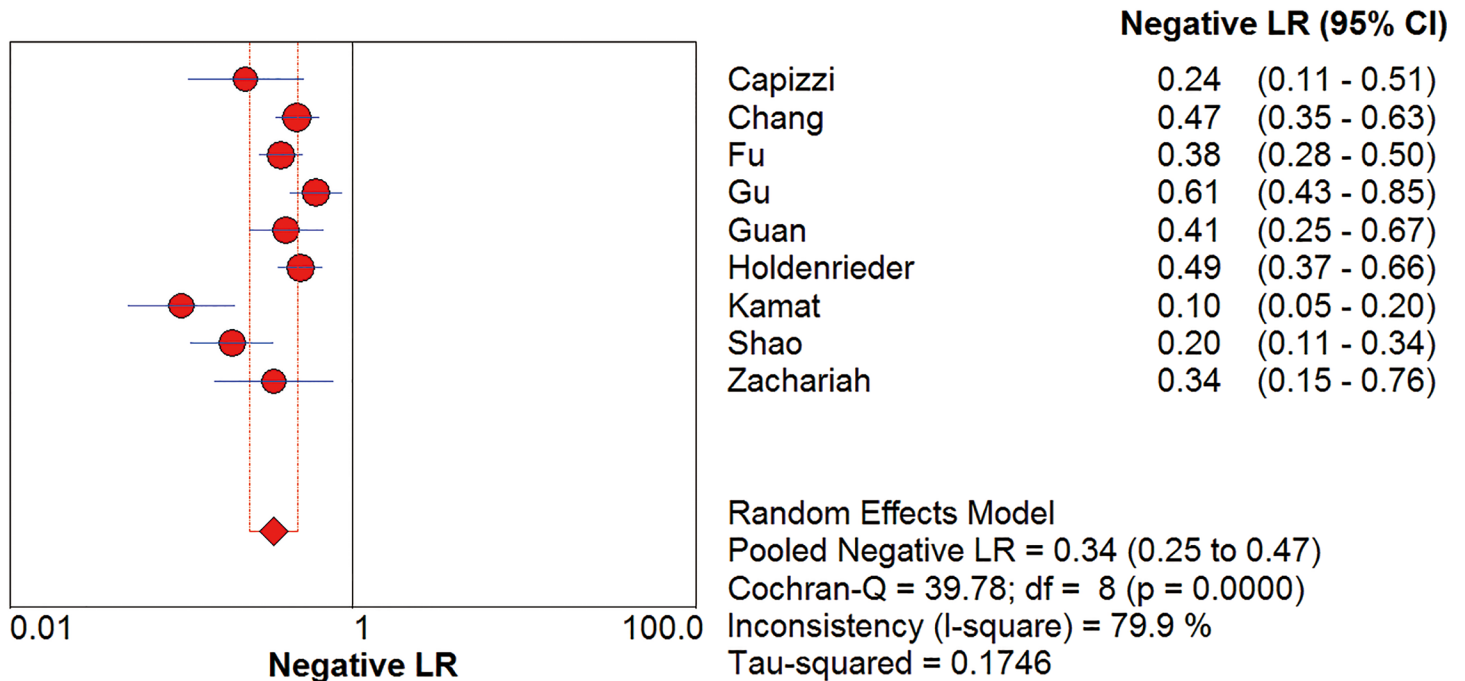 Negative LR (95% CI)
Capizzi 0.24 (0.11 - 0.51)
Chang 0.47 (0.35 - 0.63)
Fu 0.38 (0.28 - 0.50)
Gu 0.61 (0.43 - 0.85)
Guan 0.41 (0.25 - 0.67)
Holdenrieder 0.49 (0.37 - 0.66)
Kamat 0.10 (0.05 - 0.20)
Shao 0.20 (0.11 - 0.34)
Zachariah 0.34 (0.15 - 0.76)
Random Effects Model
Pooled Negative LR = 0.34 (0.25 to 0.47)
Cochran-Q = 39.78; df = 8 (p = 0.0000)
Inconsistency (I-square) = 79.9 %
Tau-squared = 0.1746
0.01 1 100.0
Negative LR